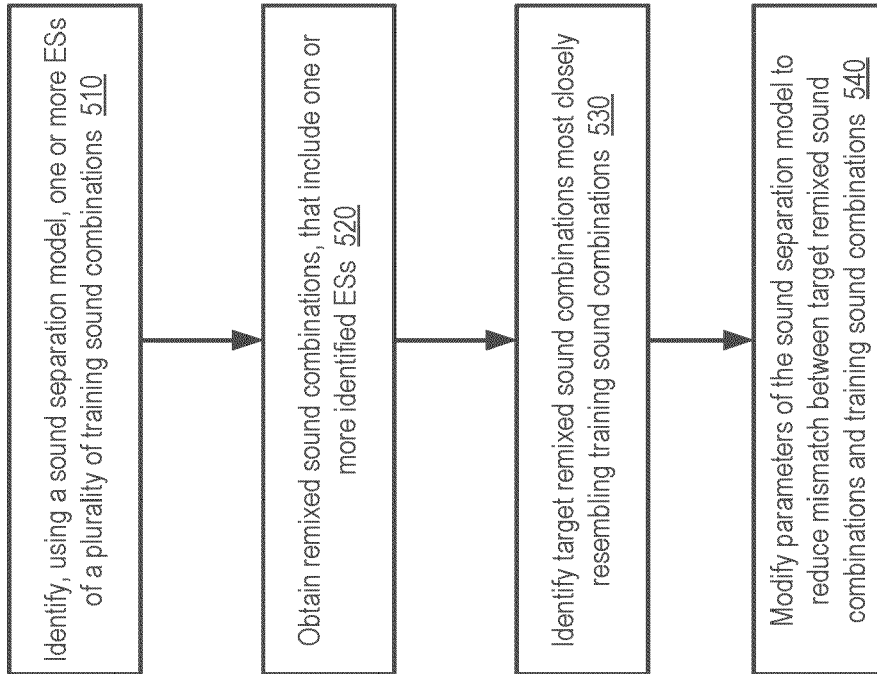 Identify, using a sound separation model, one or more ESs
of a plurality of training sound combinations 510
Obtain remixed sound combinations, that include one or
more identified ESs 520
Identify target remixed sound combinations most closely
resembling training sound combinations 530
Modify parameters of the sound separation model to
reduce mismatch between target remixed sound
combinations and training sound combinations 540